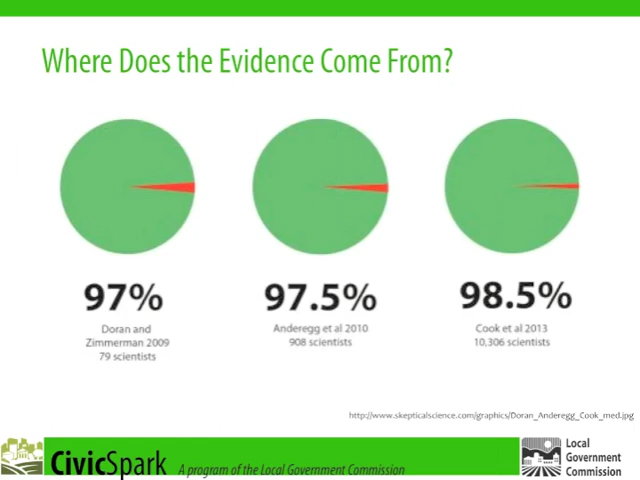 Where Does the Evidence Come From?
97%
Doran and
Zimmerman 2009
79 scientists
97.5%
Anderegg et al 2010
908 scientists
98.5%
Cook et al 2013
10,306 scientists
http://www.skepticalscience.com/graphics/Doran_Anderegg_Cook_med.jpg
CivicSpark A program of the Local Government Commission
Local
Government
Commission